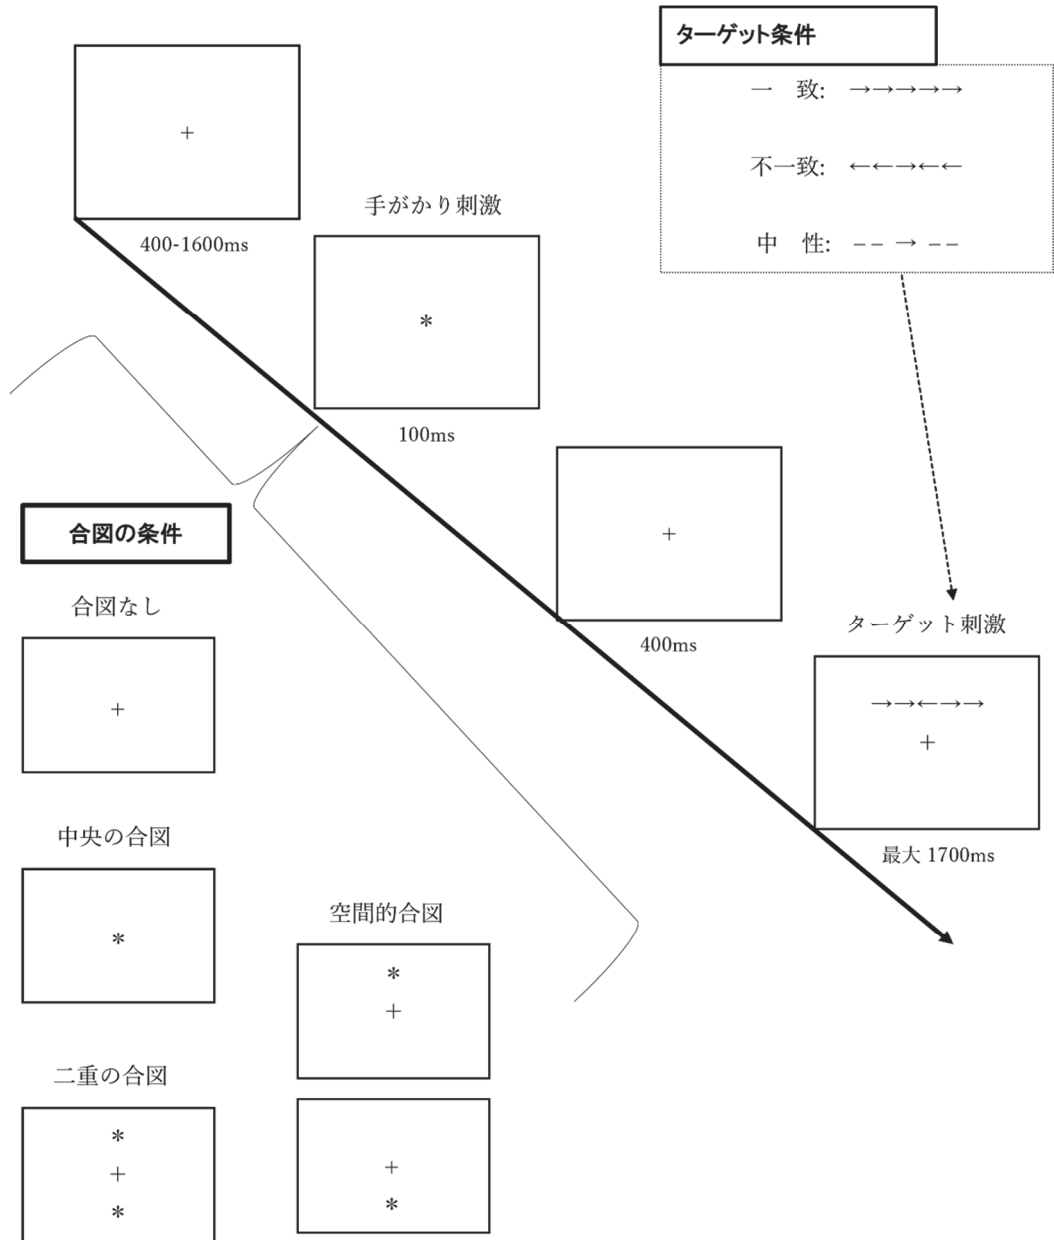 ターゲット条件
一　致: →→→→→
不一致: ←←→←←
中　性: −− → −−
+
400-1600ms
手がかり刺激
*
100ms
+
400ms
ターゲット刺激
→→←→→
+
最大 1700ms
合図の条件
合図なし
+
中央の合図
*
二重の合図
*
+
*
空間的合図
*
+
+
*